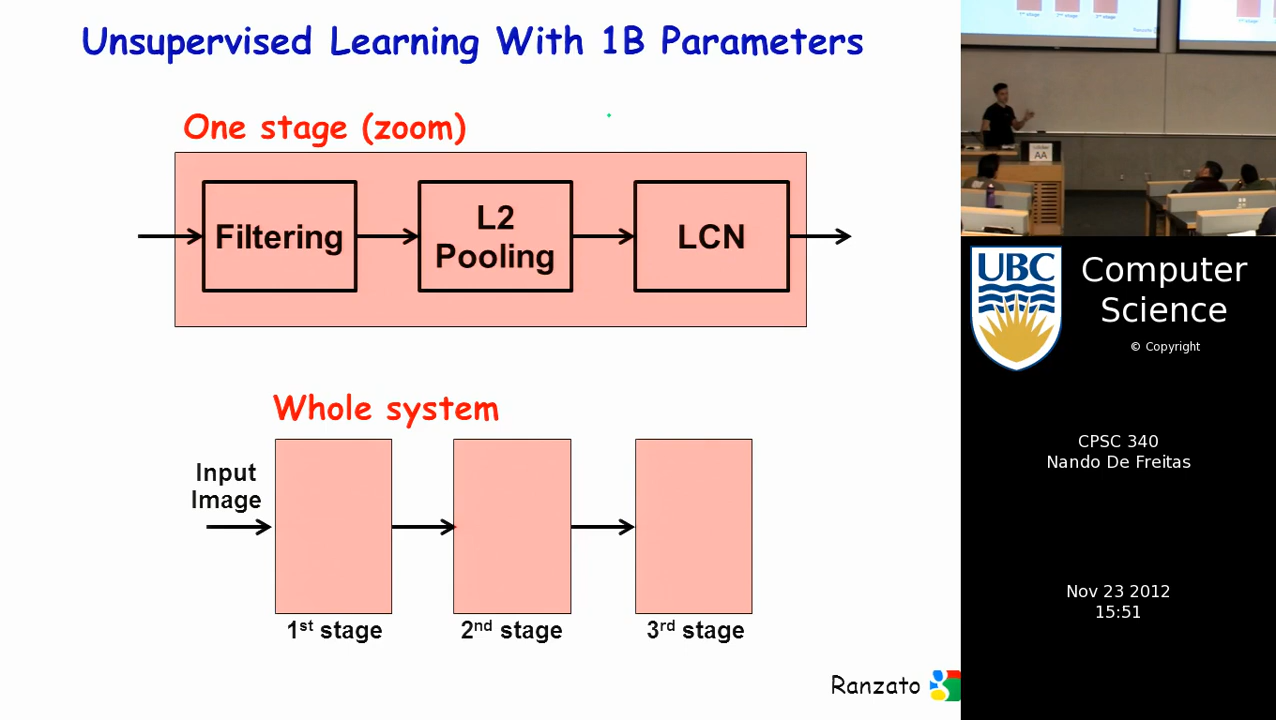 Unsupervised Learning With 1B Parameters
One stage (zoom)
Filtering
L2
Pooling
LCN
Whole system
Input
Image
1st stage
2nd stage
3rd stage
Ranzato
AA
UBC
Computer
Science
© Copyright
CPSC 340
Nando De Freitas
Nov 23 2012
15:51